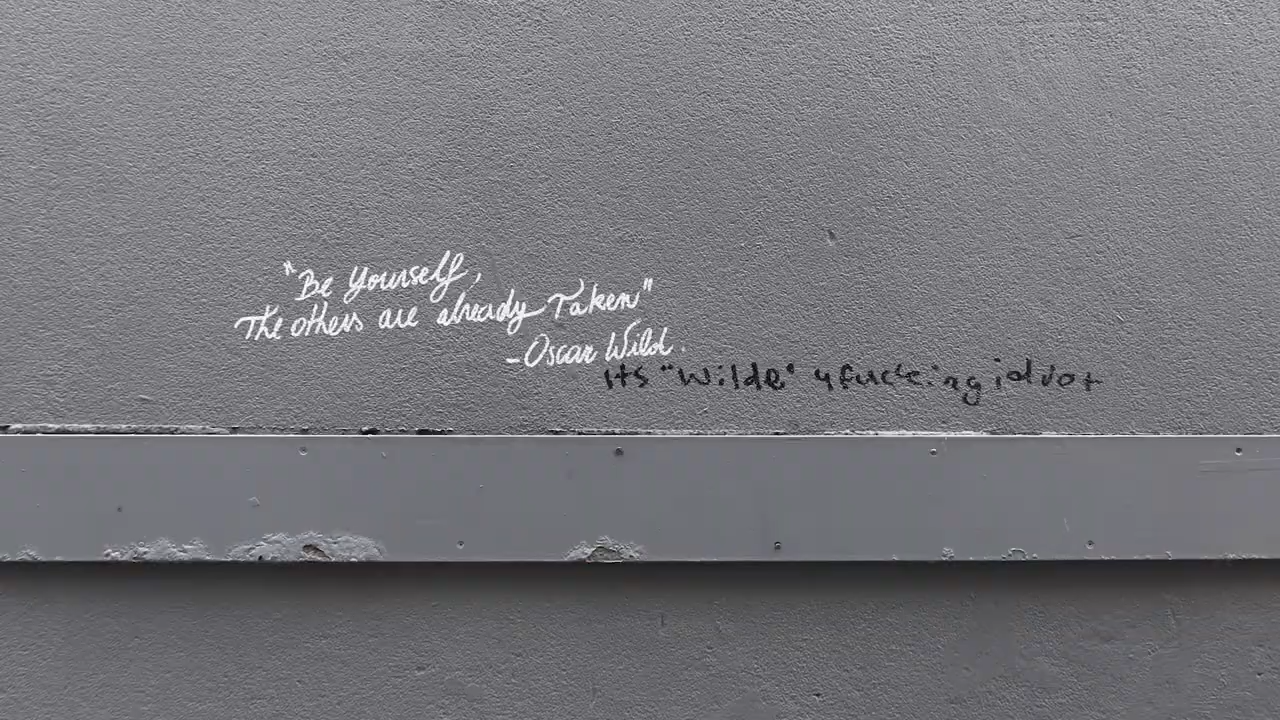 "Be Yourself,
The others are already Taken"
-Oscar Wild.
Its "Wilde" y fucking idiot